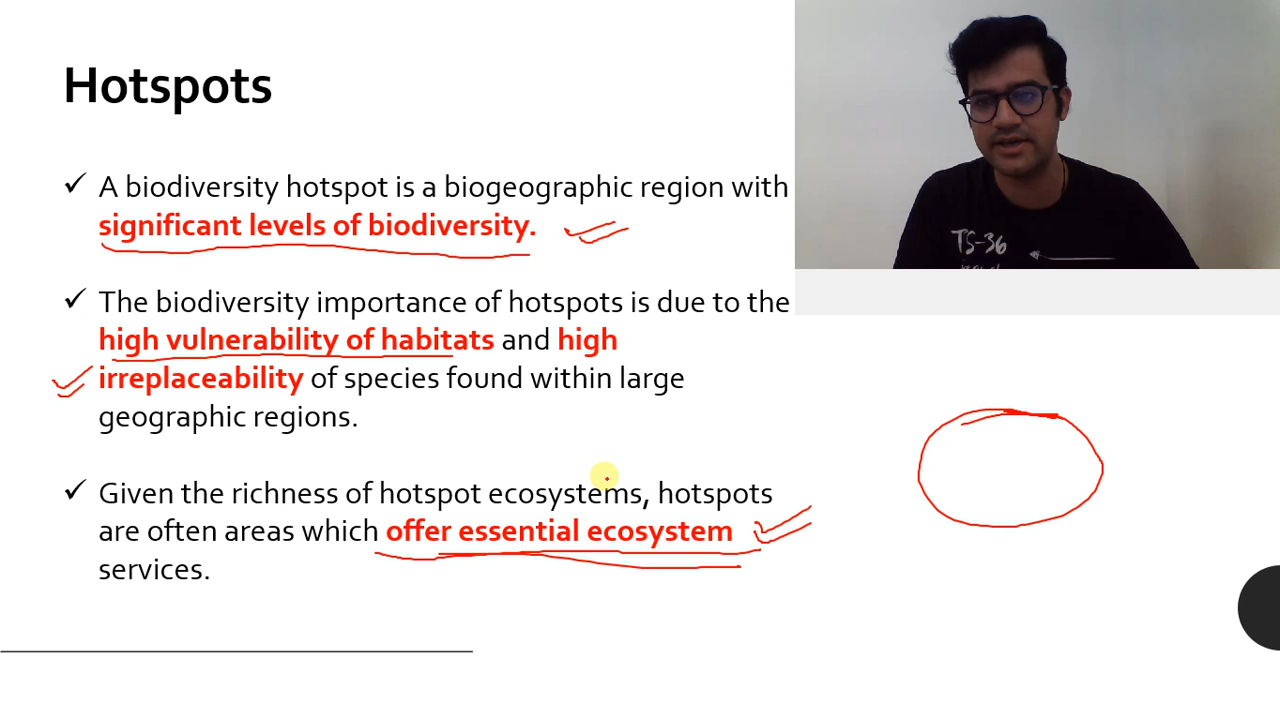 Hotspots
✓ A biodiversity hotspot is a biogeographic region with
significant levels of biodiversity.
✓ The biodiversity importance of hotspots is due to the
high vulnerability of habitats and high
irreplaceability of species found within large
geographic regions.
✓ Given the richness of hotspot ecosystems, hotspots
are often areas which offer essential ecosystem
services.
TS-36